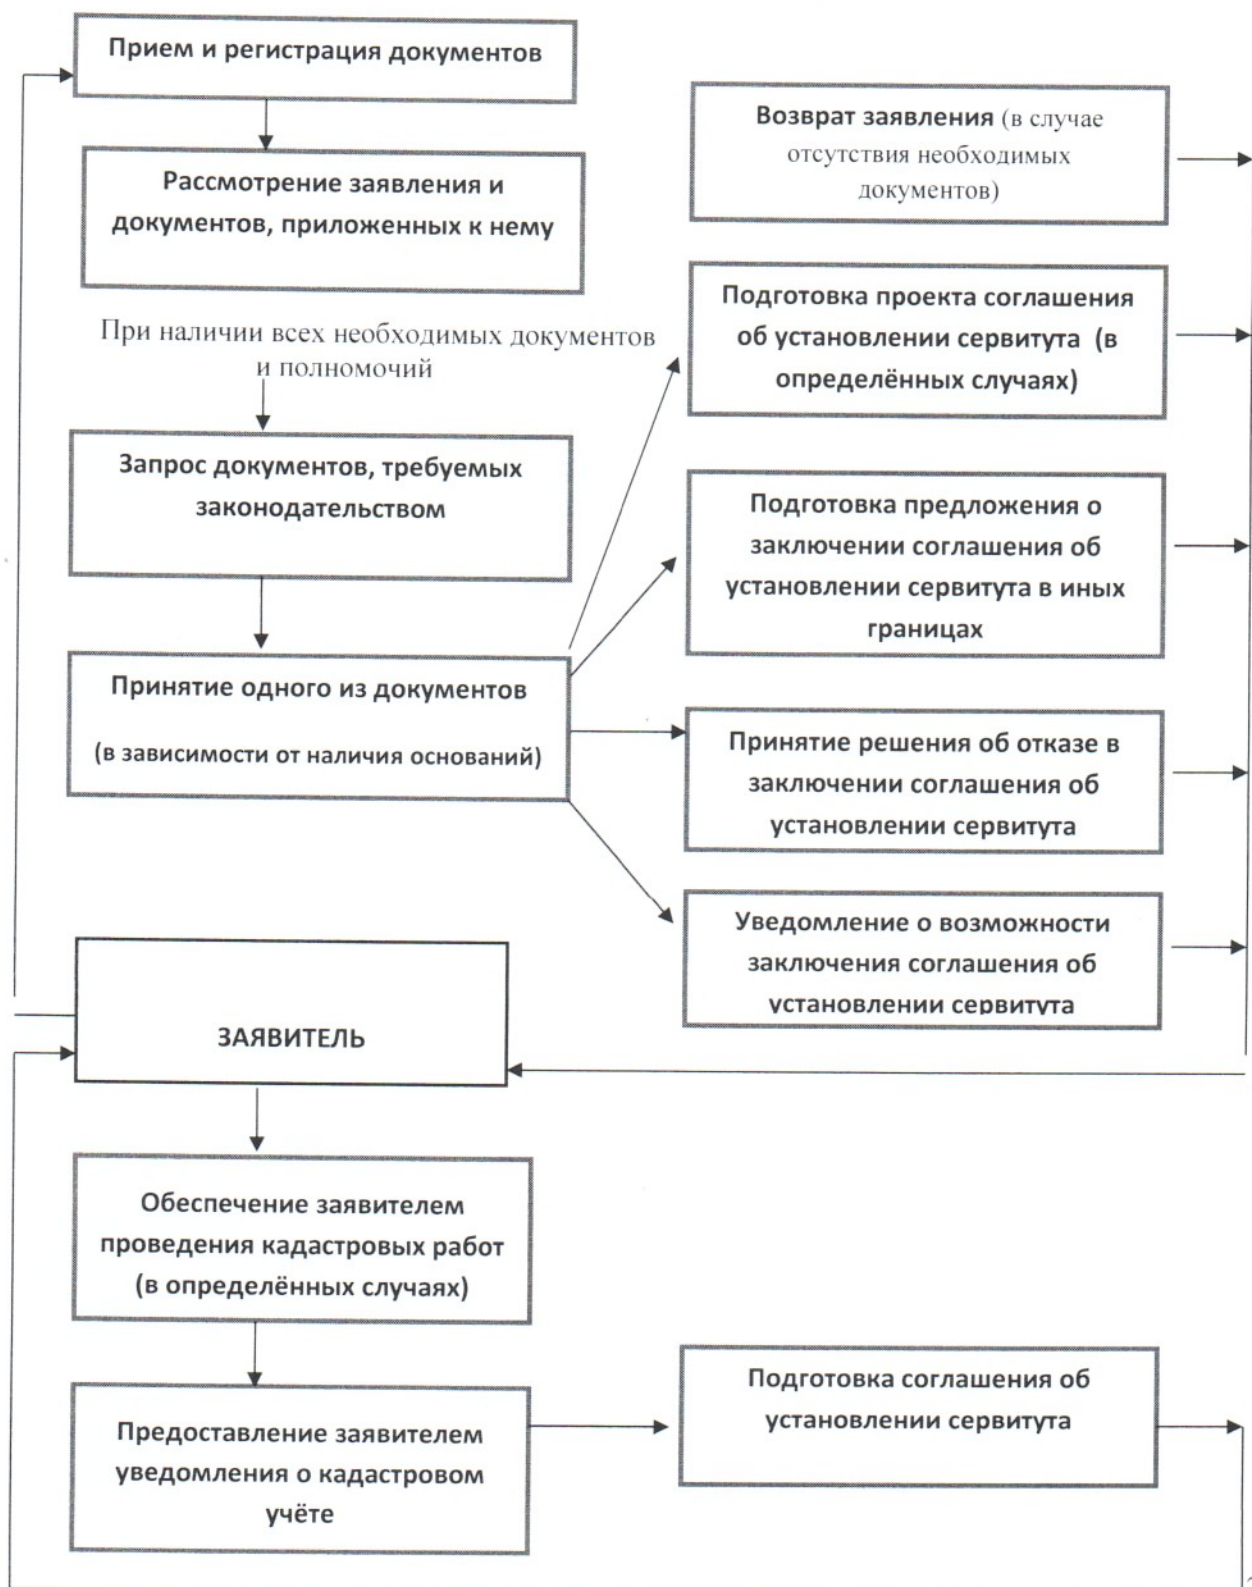 Прием и регистрация документов
Рассмотрение заявления и
документов, приложенных к нему
При наличии всех необходимых документов
и полномочий
Запрос документов, требуемых
законодательством
Принятие одного из документов
(в зависимости от наличия оснований)
Возврат заявления (в случае
отсутствия необходимых
документов)
Подготовка проекта соглашения
об установлении сервитута (в
определённых случаях)
Подготовка предложения о
заключении соглашения об
установлении сервитута в иных
границах
Принятие решения об отказе в
заключении соглашения об
установлении сервитута
Уведомление о возможности
заключения соглашения об
установлении сервитута
ЗАЯВИТЕЛЬ
Обеспечение заявителем
проведения кадастровых работ
(в определённых случаях)
Предоставление заявителем
уведомления о кадастровом
учёте
Подготовка соглашения об
установлении сервитута